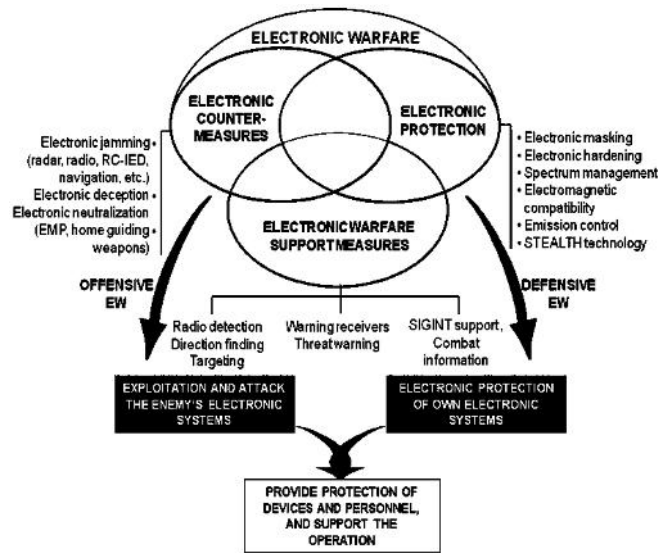 ELECTRONIC WARFARE
ELECTRONIC
COUNTER-
MEASURES
ELECTRONIC
PROTECTION
Electronic jamming •
(radar, radio, RC-IED,
navigation, etc.)
Electronic deception •
Electronic neutralization •
(EMP, home guiding
weapons)
• Electronic masking
• Electronic hardening
• Spectrum management
• Electromagnetic
compatibility
• Emission control
• STEALTH technology
ELECTRONIC WARFARE
SUPPORT MEASURES
OFFENSIVE
EW
DEFENSIVE
EW
Radio detection
Direction finding
Targeting
Warning receivers
Threat warning
SIGINT support,
Combat
information
EXPLOITATION AND ATTACK
THE ENEMY'S ELECTRONIC
SYSTEMS
ELECTRONIC PROTECTION
OF OWN ELECTRONIC
SYSTEMS
PROVIDE PROTECTION OF
DEVICES AND PERSONNEL,
AND SUPPORT THE
OPERATION